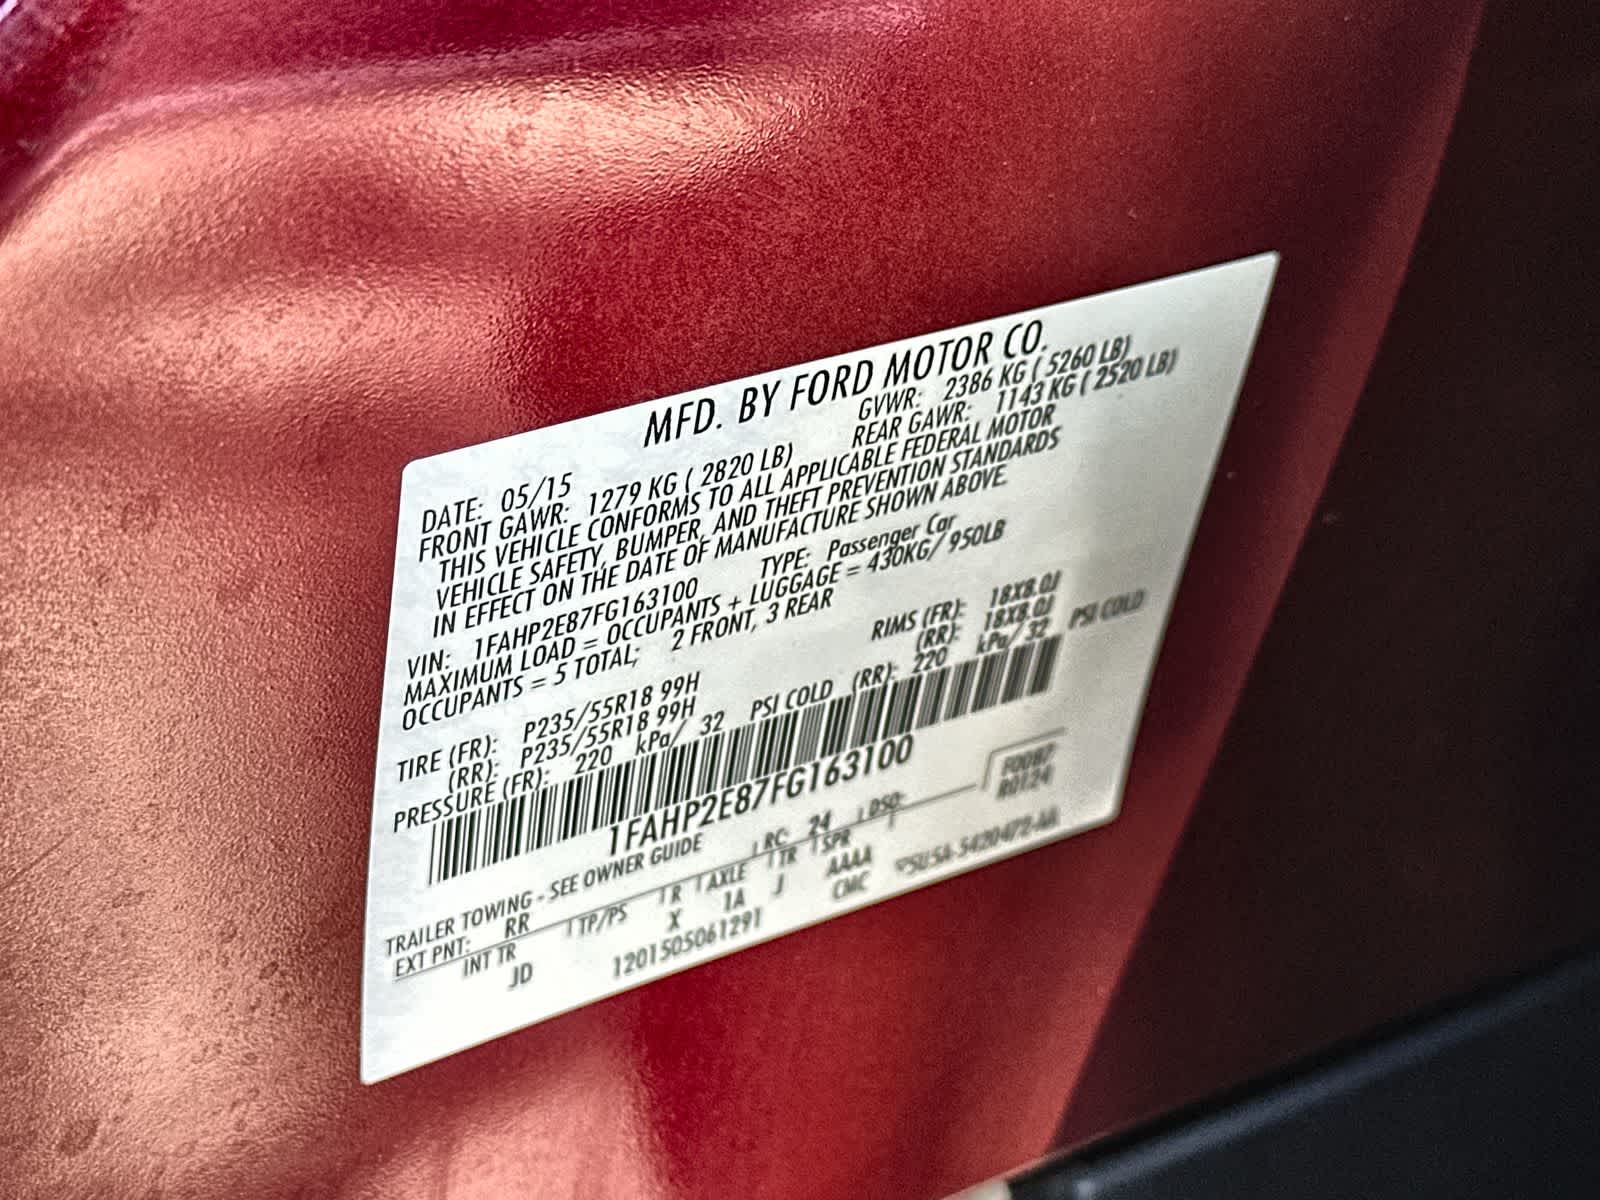 MFD. BY FORD MOTOR CO.
DATE: 05/15 GVWR: 2386 KG ( 5260 LB)
FRONT GAWR: 1279 KG ( 2820 LB) REAR GAWR: 1143 KG ( 2520 LB)
THIS VEHICLE CONFORMS TO ALL APPLICABLE FEDERAL MOTOR
VEHICLE SAFETY, BUMPER, AND THEFT PREVENTION STANDARDS
IN EFFECT ON THE DATE OF MANUFACTURE SHOWN ABOVE.
VIN: 1FAHP2E87FG163100 TYPE: Passenger Car
MAXIMUM LOAD = OCCUPANTS + LUGGAGE = 430KG/ 950LB
OCCUPANTS = 5 TOTAL; 2 FRONT, 3 REAR
TIRE (FR): P235/55R18 99H RIMS (FR): 18X8.0J
(RR): P235/55R18 99H (RR): 18X8.0J
PRESSURE (FR): 220 kPa/ 32 PSI COLD (RR): 220 kPa/ 32 PSI COLD
1FAHP2E87FG163100
TRAILER TOWING - SEE OWNER GUIDE
F0087
R0124
EXT PNT: RR RC: 24 DSO:
INT TR TP/PS R AXLE TR SPR
JD X 1A J AAAA
1201505061291 CMC